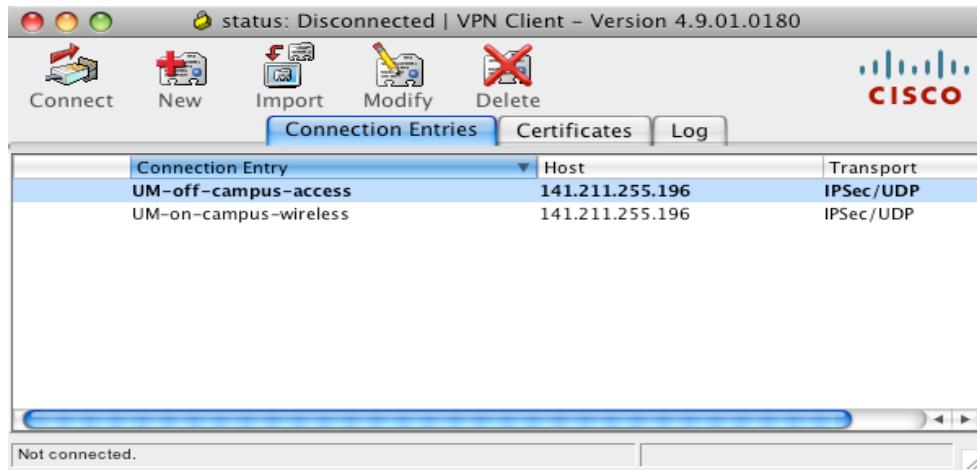 status: Disconnected | VPN Client – Version 4.9.01.0180
Connect New Import Modify Delete
CISCO
Connection Entries Certificates Log
Connection Entry Host Transport
UM-off-campus-access 141.211.255.196 IPSec/UDP
UM-on-campus-wireless 141.211.255.196 IPSec/UDP
Not connected.